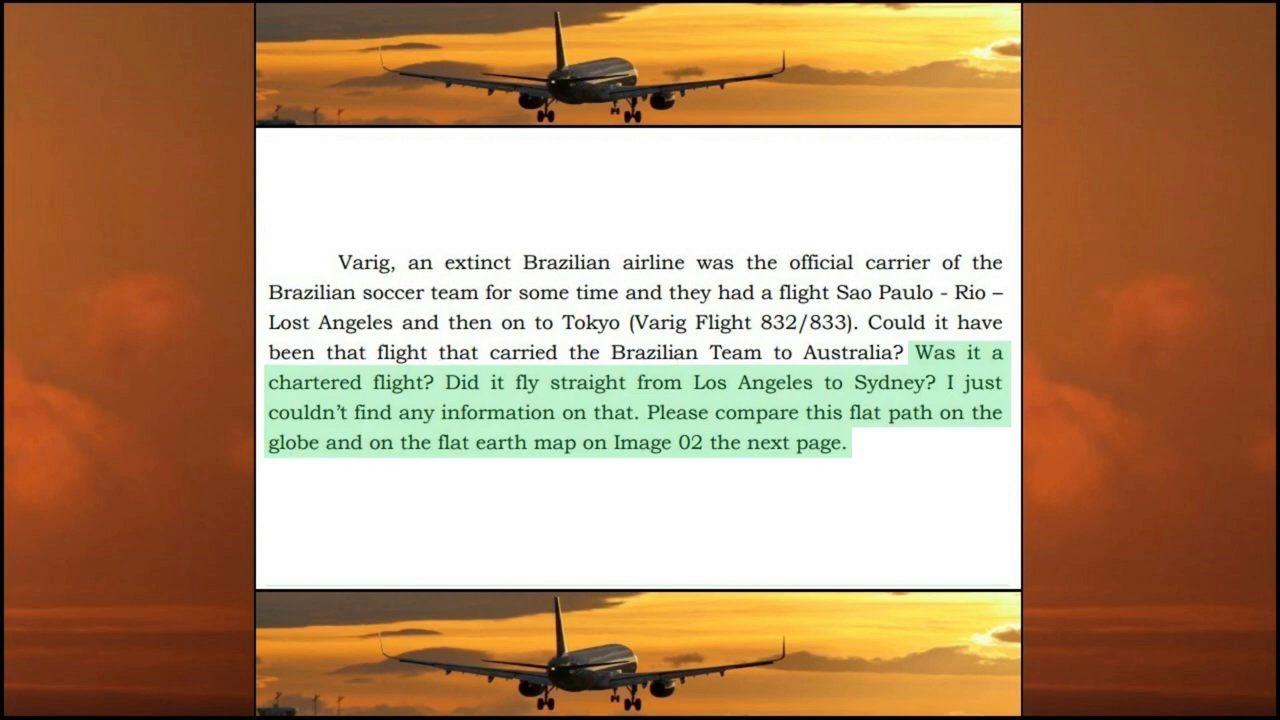 Varig, an extinct Brazilian airline was the official carrier of the
Brazilian soccer team for some time and they had a flight Sao Paulo - Rio –
Lost Angeles and then on to Tokyo (Varig Flight 832/833). Could it have
been that flight that carried the Brazilian Team to Australia? Was it a
chartered flight? Did it fly straight from Los Angeles to Sydney? I just
couldn’t find any information on that. Please compare this flat path on the
globe and on the flat earth map on Image 02 the next page.